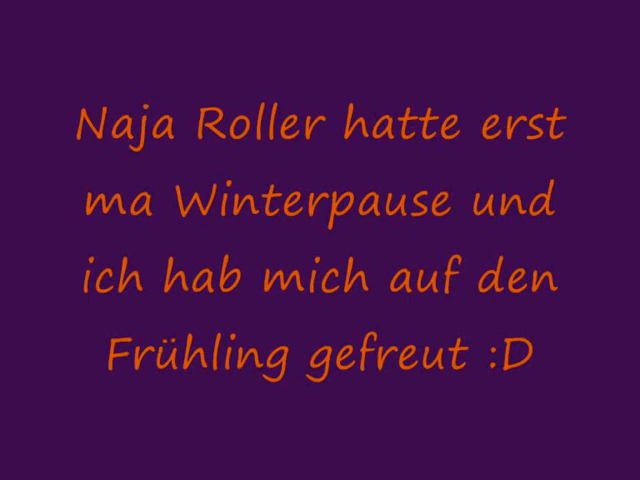 Naja Roller hatte erst
ma Winterpause und
ich hab mich auf den
Frühling gefreut :D